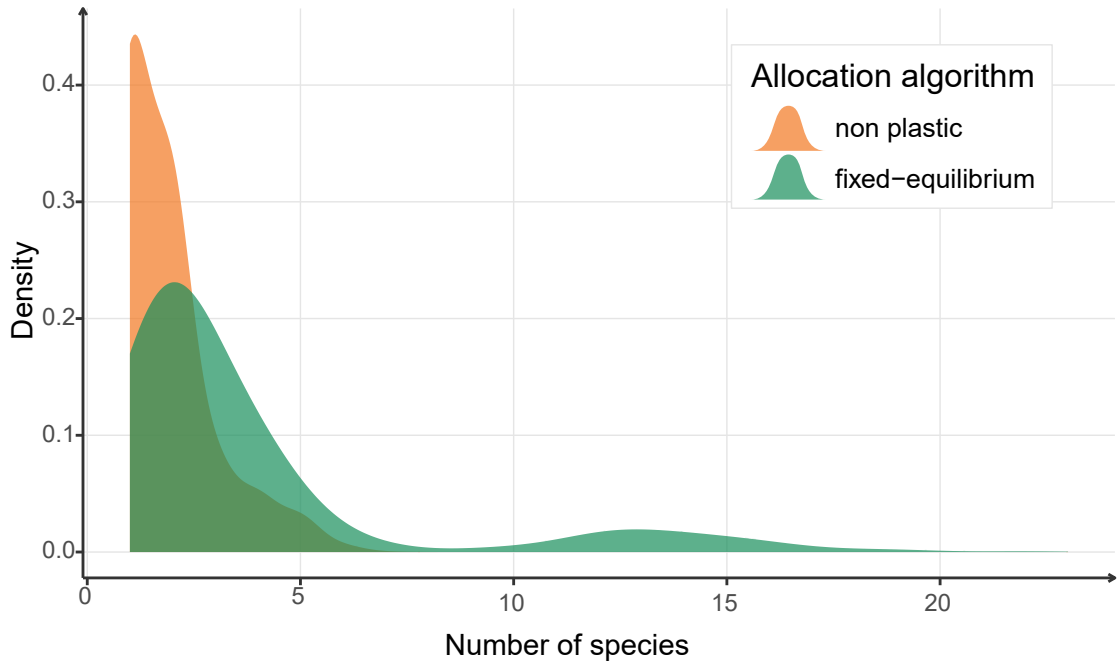 Allocation algorithm
non plastic
fixed−equilibrium
Density
0.4
0.3
0.2
0.1
0.0
0 5 10 15 20
Number of species